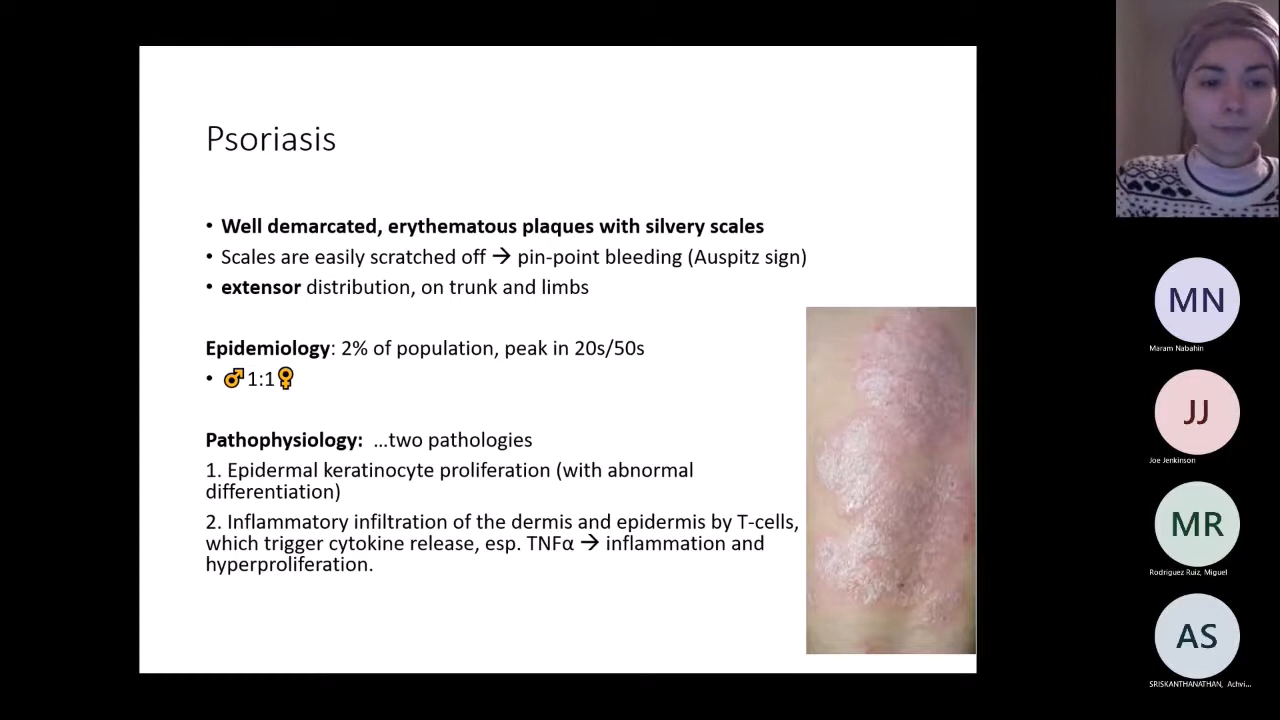 Psoriasis
• Well demarcated, erythematous plaques with silvery scales
• Scales are easily scratched off → pin-point bleeding (Auspitz sign)
• extensor distribution, on trunk and limbs
Epidemiology: 2% of population, peak in 20s/50s
• ♂1:1♀
Pathophysiology: ...two pathologies
1. Epidermal keratinocyte proliferation (with abnormal
differentiation)
2. Inflammatory infiltration of the dermis and epidermis by T-cells,
which trigger cytokine release, esp. TNFα → inflammation and
hyperproliferation.
MN
Maram Nabahin
JJ
Joe Jenkinson
MR
Rodriguez Ruiz, Miguel
AS
SRISKANTHANATHAN, Achvi...